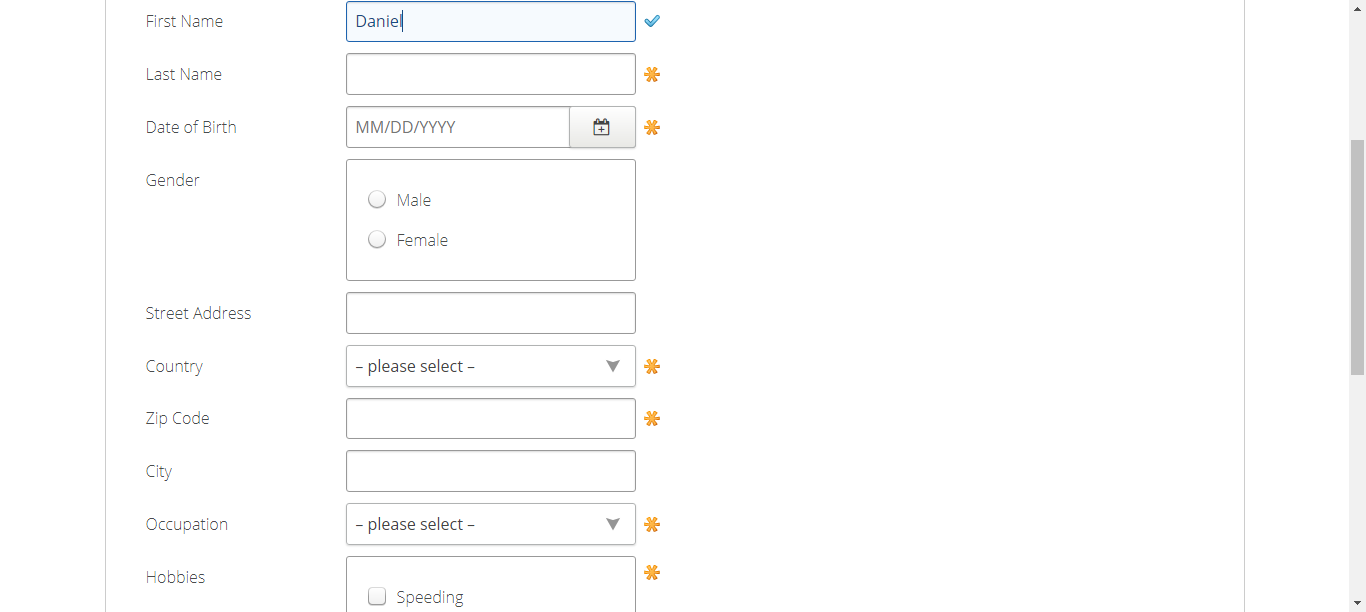 First Name
Daniel
Last Name
Date of Birth
MM/DD/YYYY
Gender
Male
Female
Street Address
Country
– please select –
Zip Code
City
Occupation
– please select –
Hobbies
Speeding